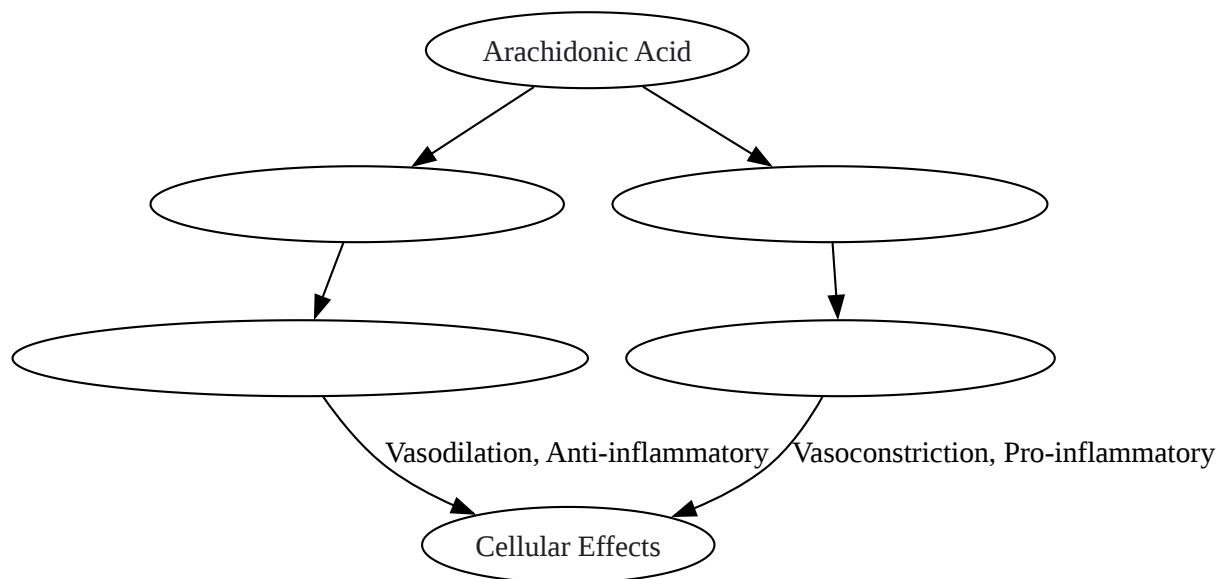 Arachidonic Acid
Vasodilation, Anti-inflammatory
Vasoconstriction, Pro-inflammatory
Cellular Effects